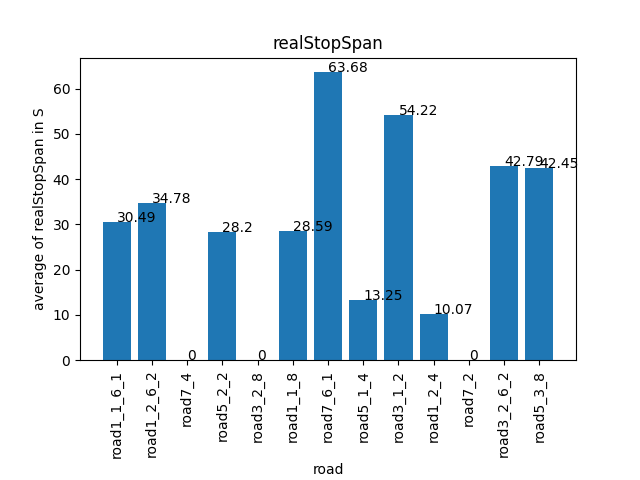 realStopSpan
average of realStopSpan in S
60
50
40
30
20
10
0
30.49
34.78
0
28.2
0
28.59
63.68
13.25
54.22
10.07
0
42.79
42.45
road1_1_6_1
road1_2_6_2
road7_4
road5_2_2
road3_2_8
road1_1_8
road7_6_1
road5_1_4
road3_1_2
road1_2_4
road7_2
road3_2_6_2
road5_3_8
road